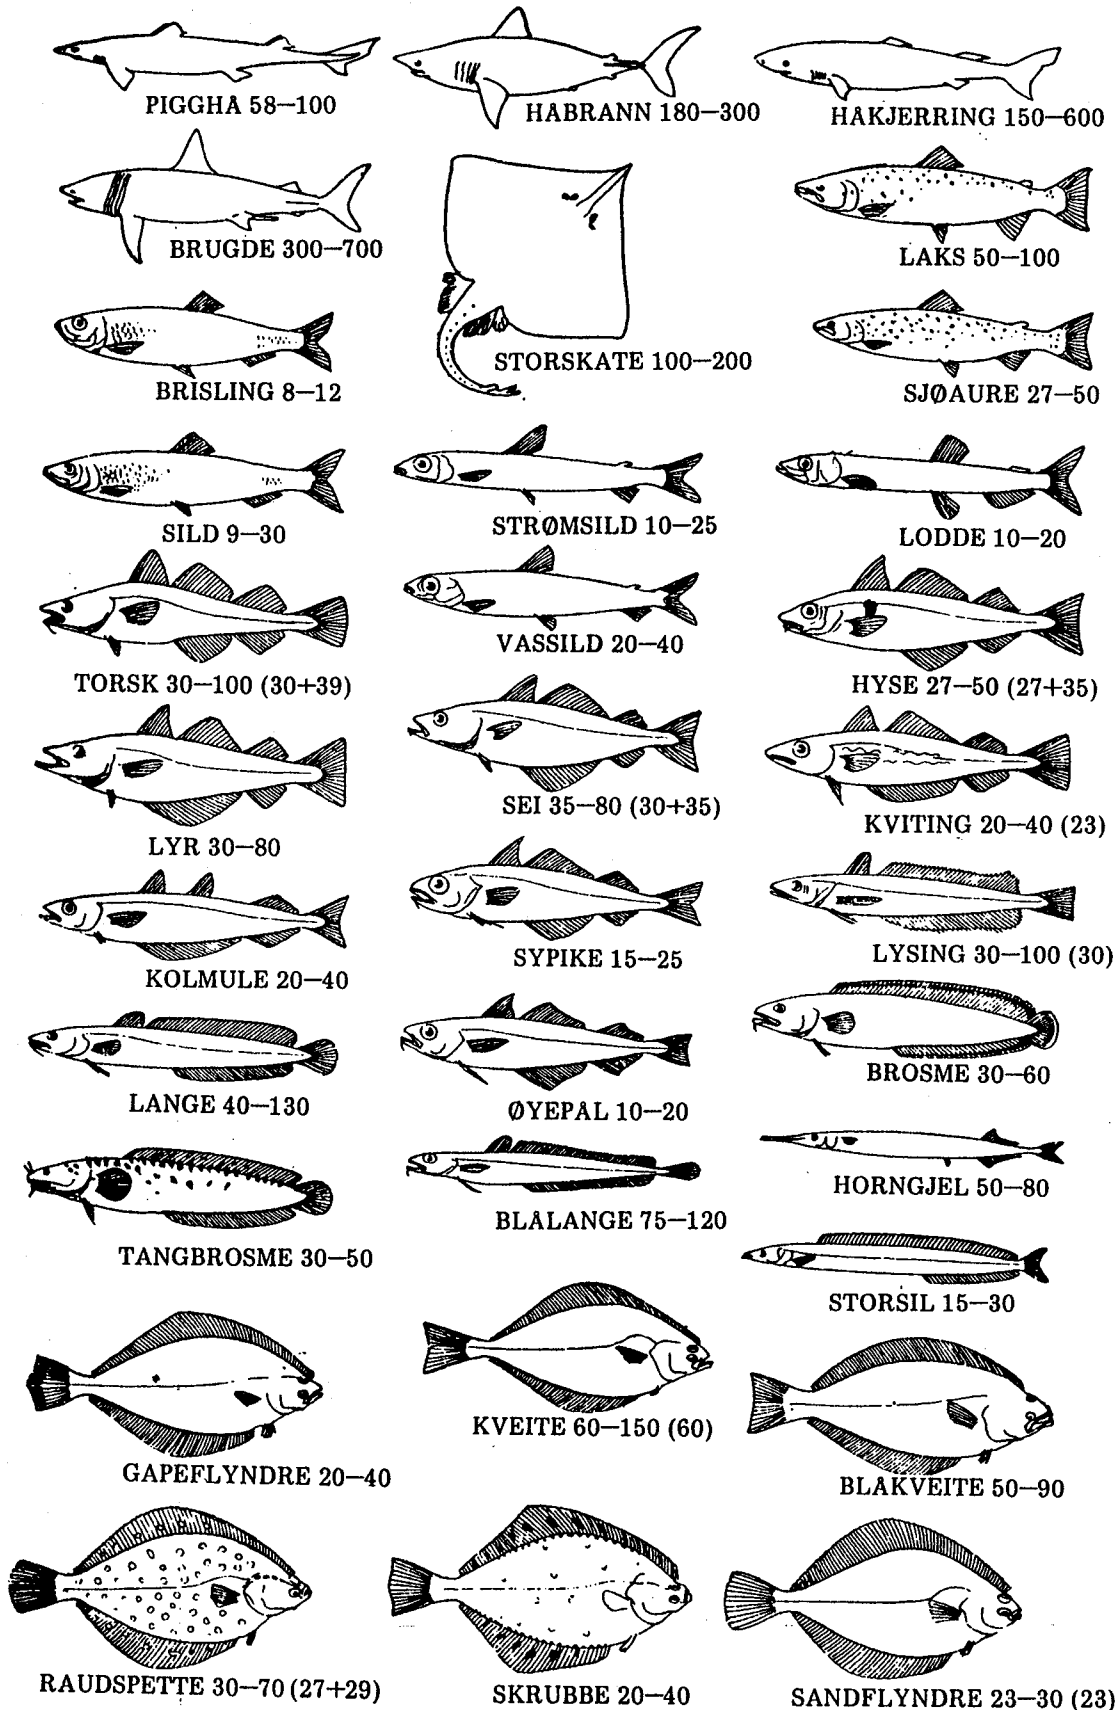 PIGGHA 58–100
HABRANN 180–300
HAKJERRING 150–600
BRUGDE 300–700
LAKS 50–100
STORSKATE 100–200
BRISLING 8–12
SJØAURE 27–50
SILD 9–30
STRØMSILD 10–25
LODDE 10–20
VASSILD 20–40
TORSK 30–100 (30+39)
HYSE 27–50 (27+35)
SEI 35–80 (30+35)
KVITING 20–40 (23)
LYR 30–80
SYPIKE 15–25
LYSING 30–100 (30)
KOLMULE 20–40
BROSME 30–60
LANGE 40–130
ØYEPAL 10–20
HORNGJEL 50–80
BLALANGE 75–120
TANGBROSME 30–50
STORSIL 15–30
KVEITE 60–150 (60)
GAPEFLYNDRE 20–40
BLAKVEITE 50–90
RAUDSPETTE 30–70 (27+29)
SKRUBBE 20–40
SANDFLYNDRE 23–30 (23)